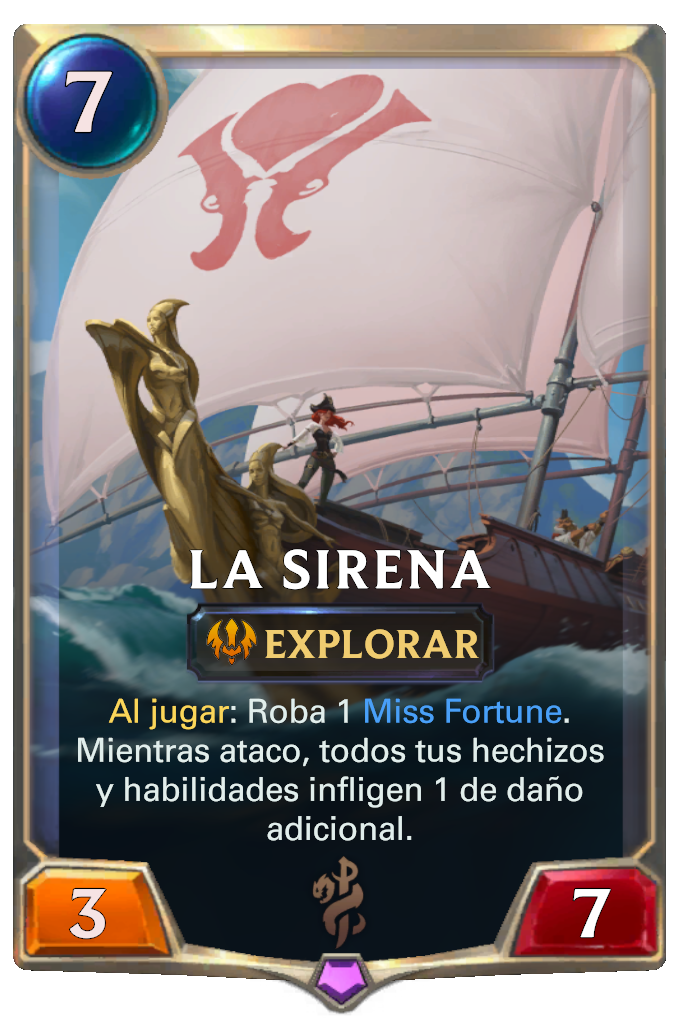 7
LA SIRENA
EXPLORAR
Al jugar: Roba 1 Miss Fortune.
Mientras ataco, todos tus hechizos
y habilidades infligen 1 de daño
adicional.
3
7